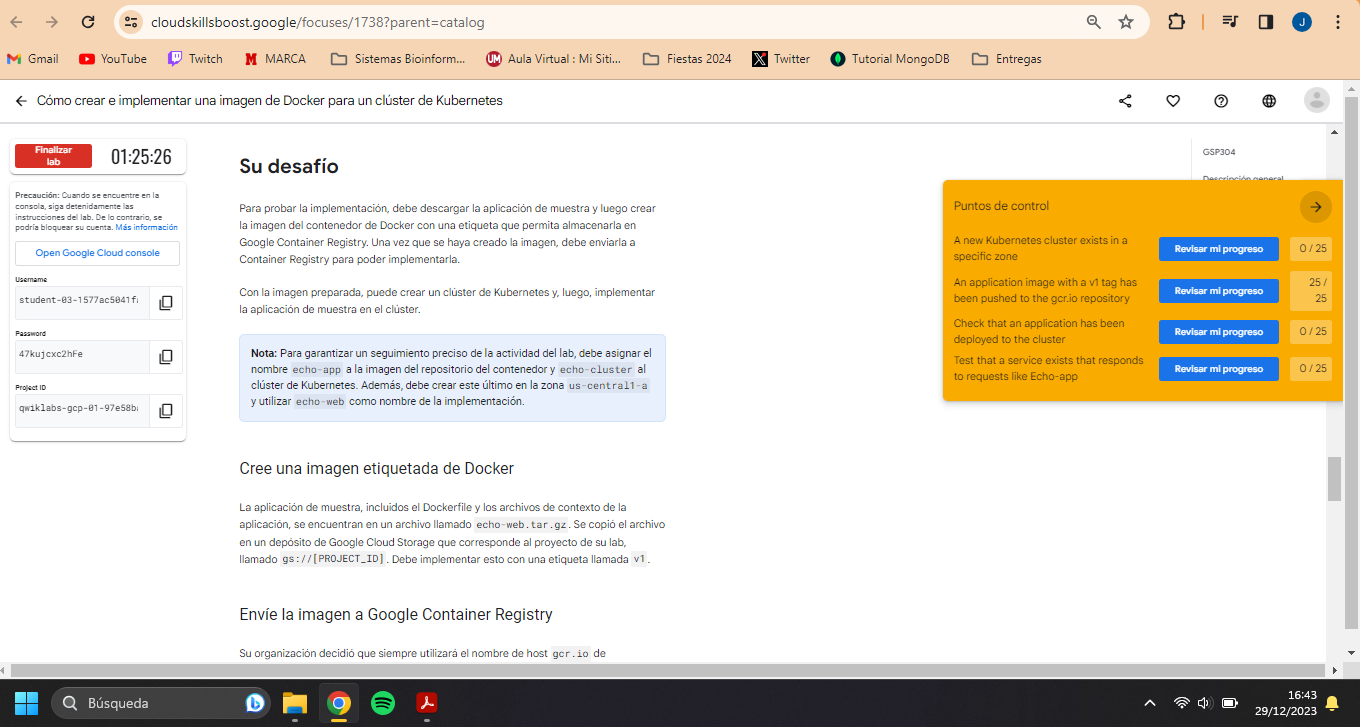 cloudskillsboost.google/focuses/1738?parent=catalog
J
Gmail
YouTube
Twitch
MARCA
Sistemas Bioinform...
Aula Virtual : Mi Siti...
Fiestas 2024
Twitter
Tutorial MongoDB
Entregas
Cómo crear e implementar una imagen de Docker para un clúster de Kubernetes
Finalizar
lab
01:25:26
Precaución: Cuando se encuentre en la
consola, siga detenidamente las
instrucciones del lab. De lo contrario, se
podría bloquear su cuenta. Más información
Open Google Cloud console
Username
student-03-1577ac5041f
Password
47kujcxc2hFe
Project ID
qwiklabs-gcp-01-97e58b
Su desafío
Para probar la implementación, debe descargar la aplicación de muestra y luego crear
la imagen del contenedor de Docker con una etiqueta que permita almacenarla en
Google Container Registry. Una vez que se haya creado la imagen, debe enviarla a
Container Registry para poder implementarla.
Con la imagen preparada, puede crear un clúster de Kubernetes y, luego, implementar
la aplicación de muestra en el clúster.
Nota: Para garantizar un seguimiento preciso de la actividad del lab, debe asignar el
nombre echo-app a la imagen del repositorio del contenedor y echo-cluster al
clúster de Kubernetes. Además, debe crear este último en la zona us-central1-a
y utilizar echo-web como nombre de la implementación.
Cree una imagen etiquetada de Docker
La aplicación de muestra, incluidos el Dockerfile y los archivos de contexto de la
aplicación, se encuentran en un archivo llamado echo-web.tar.gz. Se copió el archivo
en un depósito de Google Cloud Storage que corresponde al proyecto de su lab,
llamado gs://[PROJECT_ID]. Debe implementar esto con una etiqueta llamada v1.
Envíe la imagen a Google Container Registry
Su organización decidió que siempre utilizará el nombre de host gcr.io de
GSP304
Descripción general
Puntos de control
A new Kubernetes cluster exists in a
specific zone
Revisar mi progreso
0 / 25
An application image with a v1 tag has
been pushed to the gcr.io repository
Revisar mi progreso
25 /
25
Check that an application has been
deployed to the cluster
Revisar mi progreso
0 / 25
Test that a service exists that responds
to requests like Echo-app
Revisar mi progreso
0 / 25
Búsqueda
16:43
29/12/2023